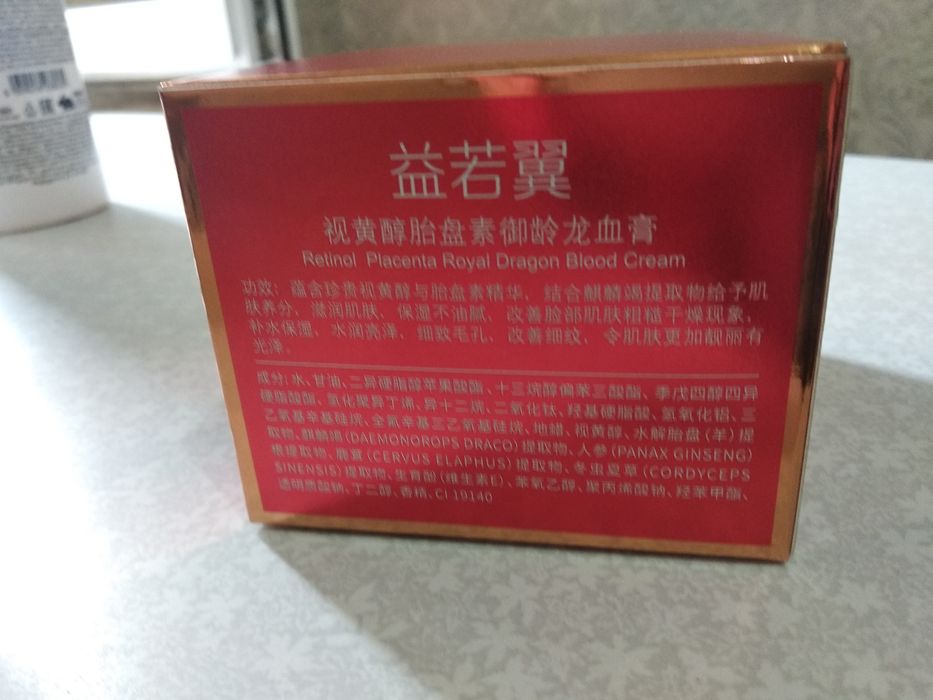 益若翼
视黄醇胎盘素御龄龙血膏
Retinol Placenta Royal Dragon Blood Cream
功效：蕴含珍贵视黄醇与胎盘素精华，结合麒麟竭提取物给予肌
肤养分，滋润肌肤，保湿不油腻，改善脸部肌肤粗糙干燥现象，
补水保湿，水润亮泽，细致毛孔，改善细纹，令肌肤更加靓丽有
光泽。
成分：水、甘油、二异硬脂醇苹果酸酯、十三烷醇偏苯三酸酯、季戊四醇四异
硬脂酸酯、氢化聚异丁烯、异十二烷、二氧化钛、羟基硬脂酸、氢氧化铝、三
乙氧基辛基硅烷、全氟辛基三乙氧基硅烷、地蜡、视黄醇、水解胎盘（羊）提
取物、麒麟竭(DAEMONOROPS DRACO)提取物、人参(PANAX GINSENG)
根提取物、鹿茸(CERVUS ELAPHUS)提取物、冬虫夏草(CORDYCEPS
SINENSIS)提取物、生育酚(维生素E)、苯氧乙醇、聚丙烯酸钠、羟苯甲酯、
透明质酸钠、丁二醇、香精、CI 19140